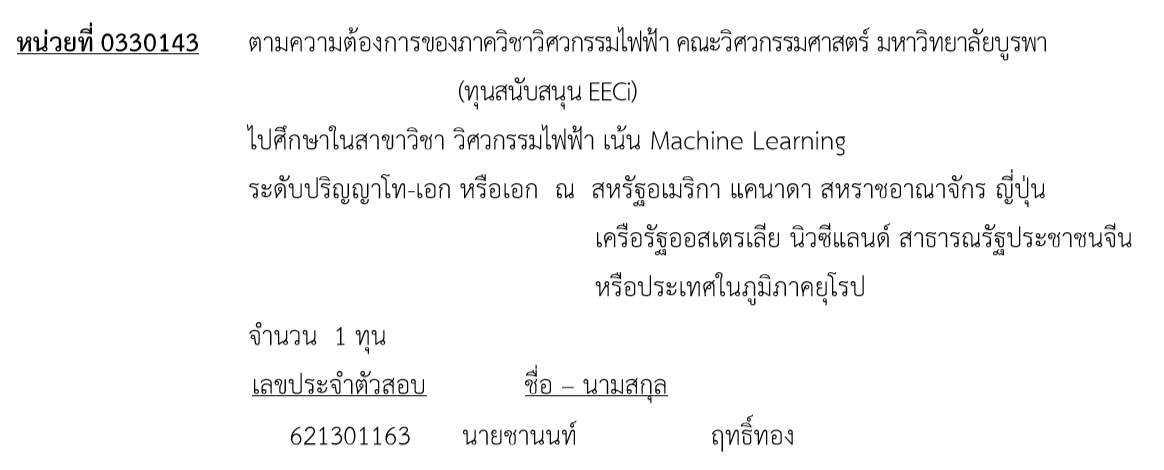 หน่วยที่ 0330143 ตามความต้องการของภาควิชาวิศวกรรมไฟฟ้า คณะวิศวกรรมศาสตร์ มหาวิทยาลัยบูรพา
(ทุนสนับสนุน EECi)
ไปศึกษาในสาขาวิชา วิศวกรรมไฟฟ้า เน้น Machine Learning
ระดับปริญญาโท-เอก หรือเอก ณ สหรัฐอเมริกา แคนาดา สหราชอาณาจักร ญี่ปุ่น
เครือรัฐออสเตรเลีย นิวซีแลนด์ สาธารณรัฐประชาชนจีน
หรือประเทศในภูมิภาคยุโรป
จำนวน 1 ทุน
เลขประจำตัวสอบ ชื่อ – นามสกุล
621301163 นายชานนท์ ฤทธิ์ทอง